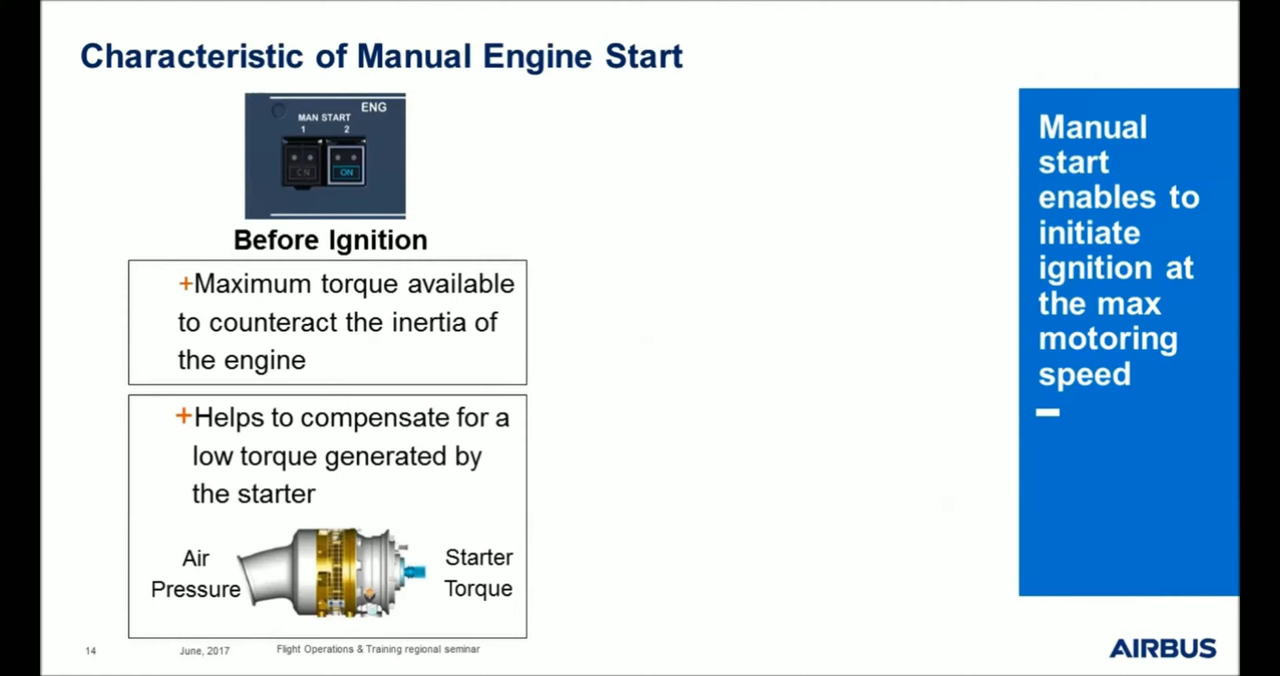 Characteristic of Manual Engine Start
ENG
MAN START
1 2
ON ON
Before Ignition
+Maximum torque available
to counteract the inertia of
the engine
+Helps to compensate for a
low torque generated by
the starter
Air
Pressure
Starter
Torque
Manual
start
enables to
initiate
ignition at
the max
motoring
speed
14
June, 2017
Flight Operations & Training regional seminar
AIRBUS